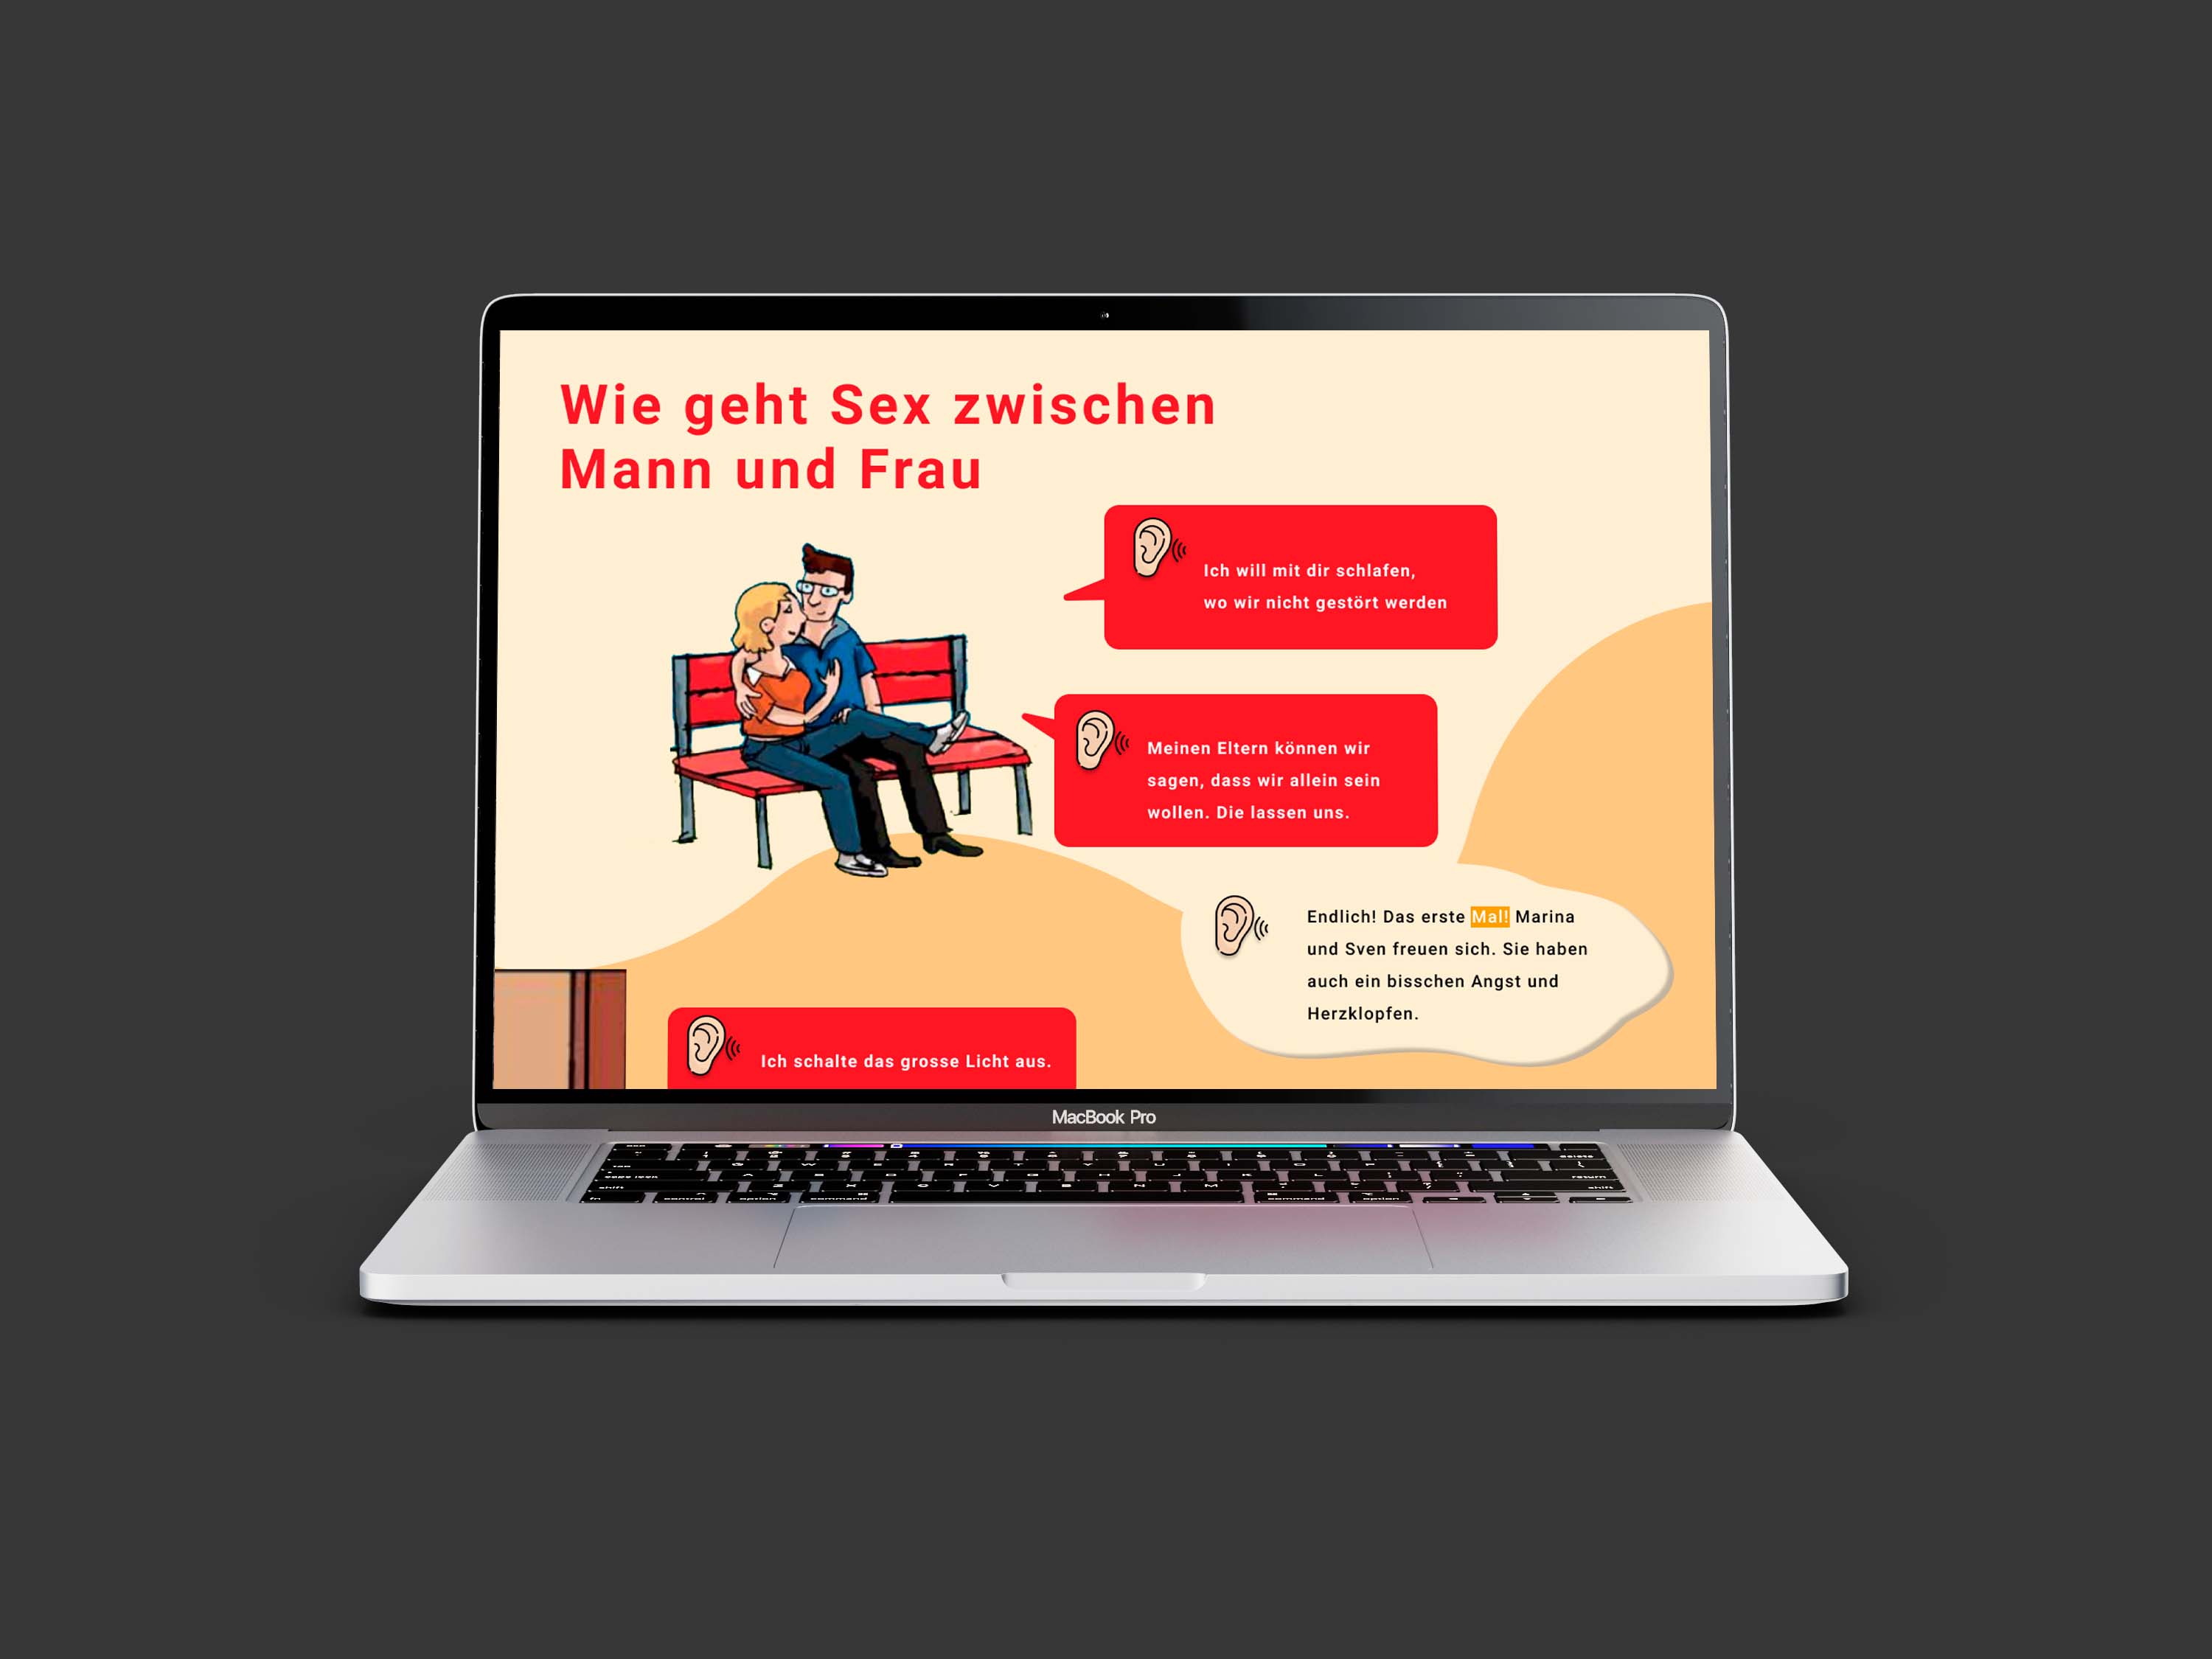 Wie geht Sex zwischen
Mann und Frau
Ich will mit dir schlafen,
wo wir nicht gestört werden
Meinen Eltern können wir
sagen, dass wir allein sein
wollen. Die lassen uns.
Endlich! Das erste Mal! Marina
und Sven freuen sich. Sie haben
auch ein bisschen Angst und
Herzklopfen.
Ich schalte das grosse Licht aus.
MacBook Pro